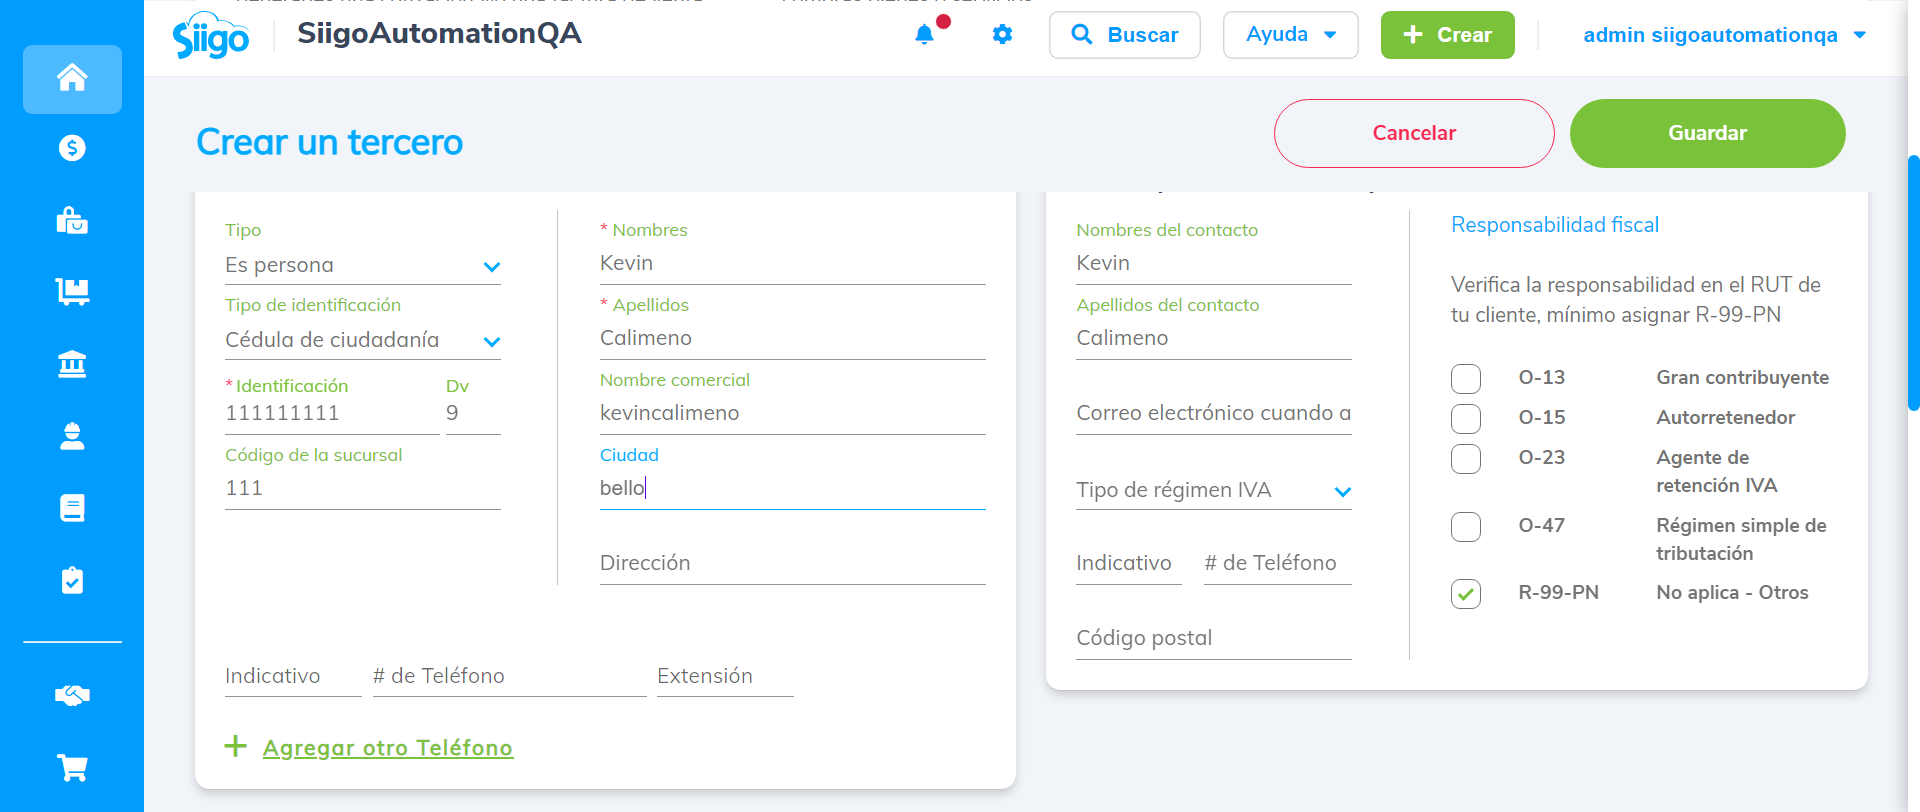 Siigo
SiigoAutomationQA
Buscar
Ayuda
Crear
admin siigoautomationqa
Crear un tercero
Cancelar
Guardar
Tipo
Es persona
Tipo de identificación
Cédula de ciudadanía
* Identificación
Dv
111111111
9
Código de la sucursal
111
* Nombres
Kevin
* Apellidos
Calimeno
Nombre comercial
kevincalimeno
Ciudad
bello
Dirección
Indicativo
# de Teléfono
Extensión
Agregar otro Teléfono
Nombres del contacto
Kevin
Apellidos del contacto
Calimeno
Correo electrónico cuando a
Tipo de régimen IVA
Indicativo
# de Teléfono
Código postal
Responsabilidad fiscal
Verifica la responsabilidad en el RUT de
tu cliente, mínimo asignar R-99-PN
O-13 Gran contribuyente
O-15 Autorretenedor
O-23 Agente de
retención IVA
O-47 Régimen simple de
tributación
R-99-PN No aplica - Otros